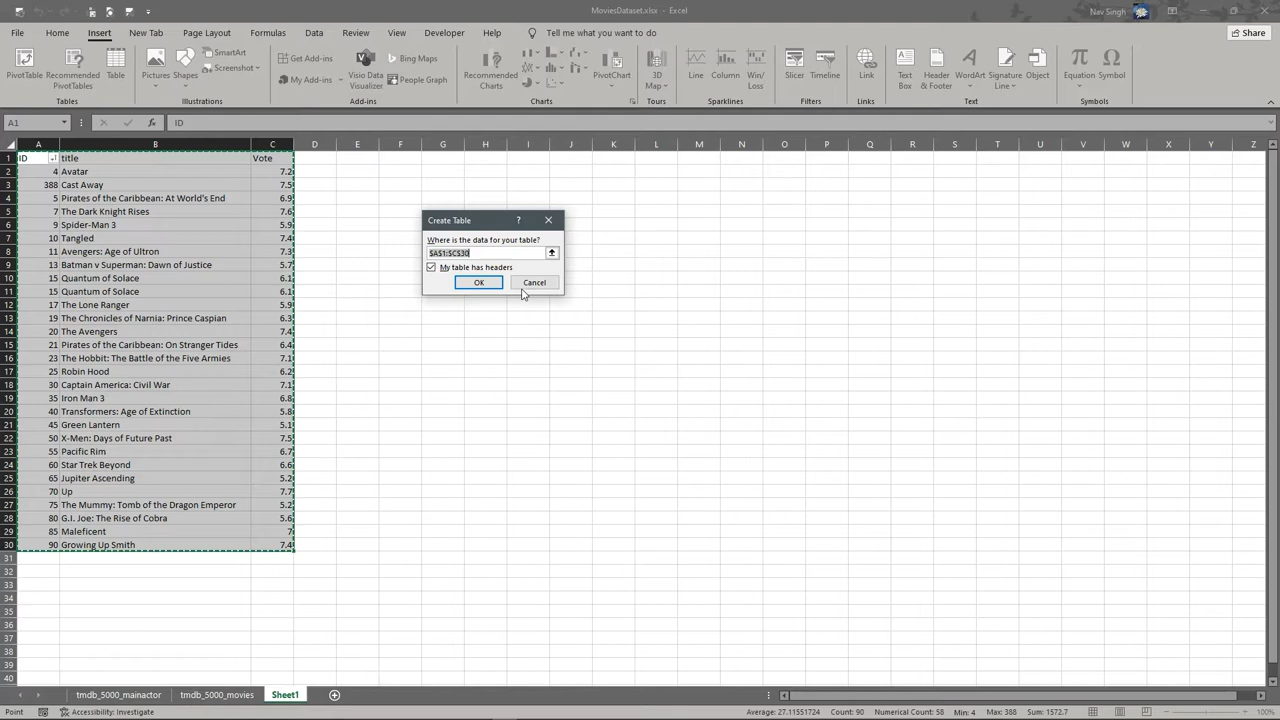 MoviesDataset.xlsx - Excel
Nav Singh
File Home Insert New Tab Page Layout Formulas Data Review View Developer Help Tell me what you want to do Share
PivotTable Recommended PivotTables Table Pictures Shapes SmartArt Screenshot Get Add-ins My Add-ins Visio Data Visualizer Bing Maps People Graph Recommended Charts PivotChart 3D Map Line Column Win/Loss Slicer Timeline Link Text Box Header & Footer WordArt Signature Line Object Equation Symbol
Tables Illustrations Add-ins Charts Tours Sparklines Filters Links Text Symbols
A1 fx ID
A B C D E F G H I J K L M N O P Q R S T U V W X Y Z
1 ID title Vote
2 4 Avatar 7.2
3 388 Cast Away 7.5
4 5 Pirates of the Caribbean: At World's End 6.9
5 7 The Dark Knight Rises 7.6
6 9 Spider-Man 3 5.9
7 10 Tangled 7.4
8 11 Avengers: Age of Ultron 7.3
9 13 Batman v Superman: Dawn of Justice 5.7
10 15 Quantum of Solace 6.1
11 15 Quantum of Solace 6.1
12 17 The Lone Ranger 5.9
13 19 The Chronicles of Narnia: Prince Caspian 6.3
14 20 The Avengers 7.4
15 21 Pirates of the Caribbean: On Stranger Tides 6.4
16 23 The Hobbit: The Battle of the Five Armies 7.1
17 25 Robin Hood 6.2
18 30 Captain America: Civil War 7.1
19 35 Iron Man 3 6.8
20 40 Transformers: Age of Extinction 5.8
21 45 Green Lantern 5.1
22 50 X-Men: Days of Future Past 7.5
23 55 Pacific Rim 6.7
24 60 Star Trek Beyond 6.6
25 65 Jupiter Ascending 5.2
26 70 Up 7.7
27 75 The Mummy: Tomb of the Dragon Emperor 5.2
28 80 G.I. Joe: The Rise of Cobra 5.6
29 85 Maleficent 7
30 90 Growing Up Smith 7.4
31
32
33
34
35
36
37
38
39
40
Create Table ?
Where is the data for your table?
$A$1:$C$30
My table has headers
OK Cancel
tmdb_5000_mainactor tmdb_5000_movies Sheet1
Point Accessibility: Investigate Average: 27.11551724 Count: 90 Numerical Count: 58 Min: 4 Max: 388 Sum: 1572.7 100%